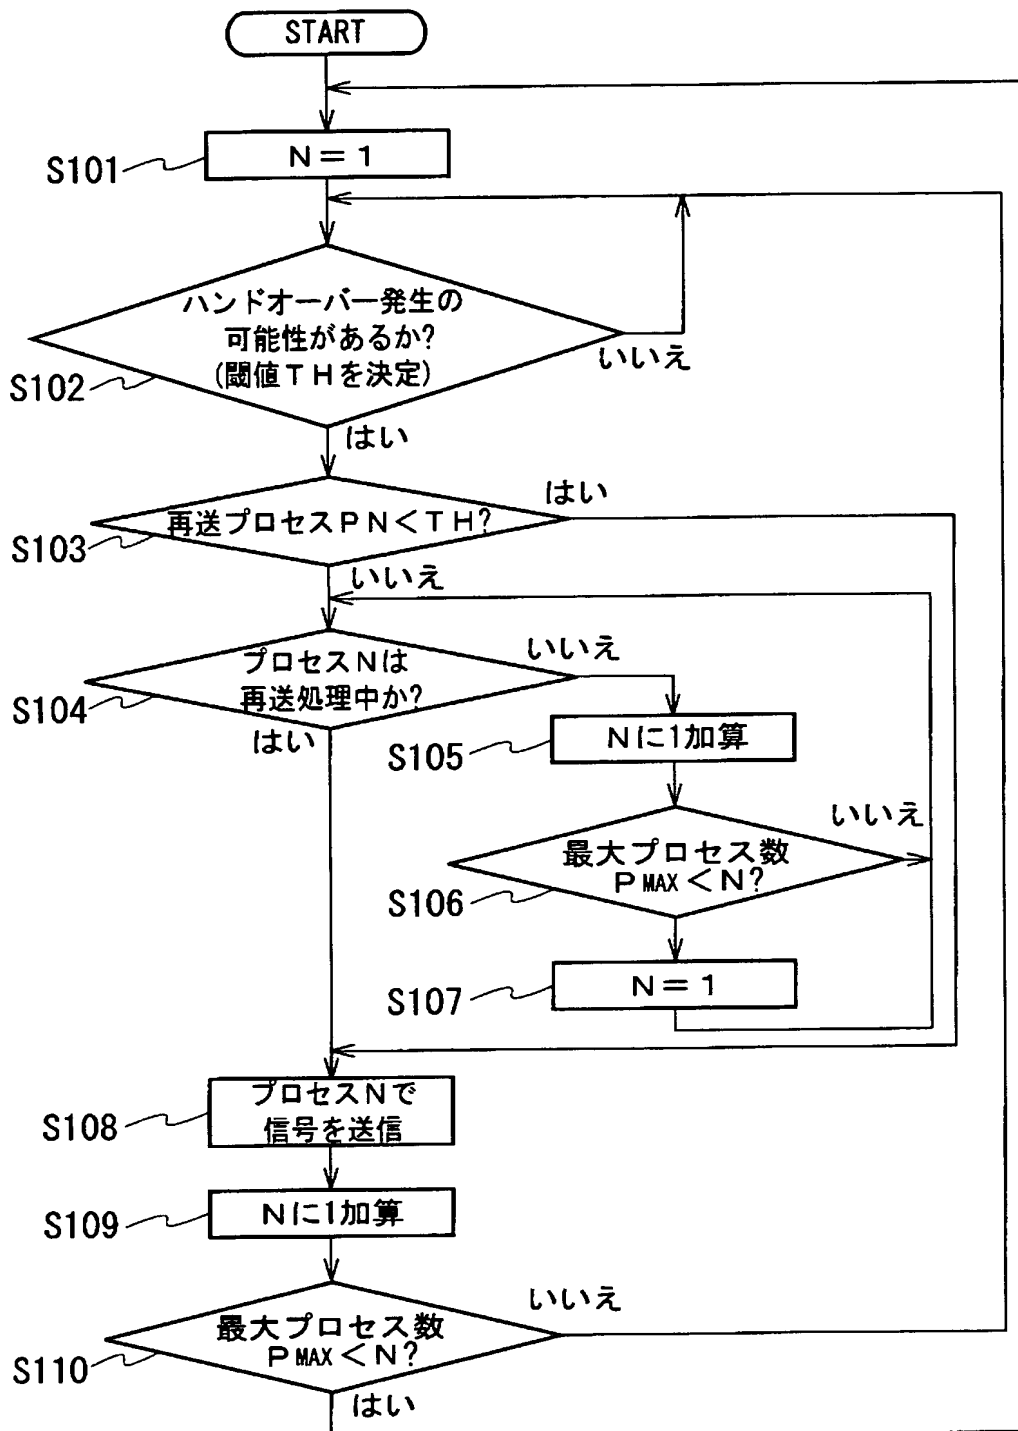 START
S101
N=1
ハンドオーバー発生の
可能性があるか?
(閾値THを決定)
S102
いいえ
はい
再送プロセスPN<TH?
S103
はい
いいえ
プロセスNは
再送処理中か?
S104
いいえ
はい
S105
Nに1加算
いいえ
最大プロセス数
PMAX<N?
S106
S107
N=1
プロセスNで
信号を送信
S108
S109
Nに1加算
いいえ
最大プロセス数
PMAX<N?
S110
はい